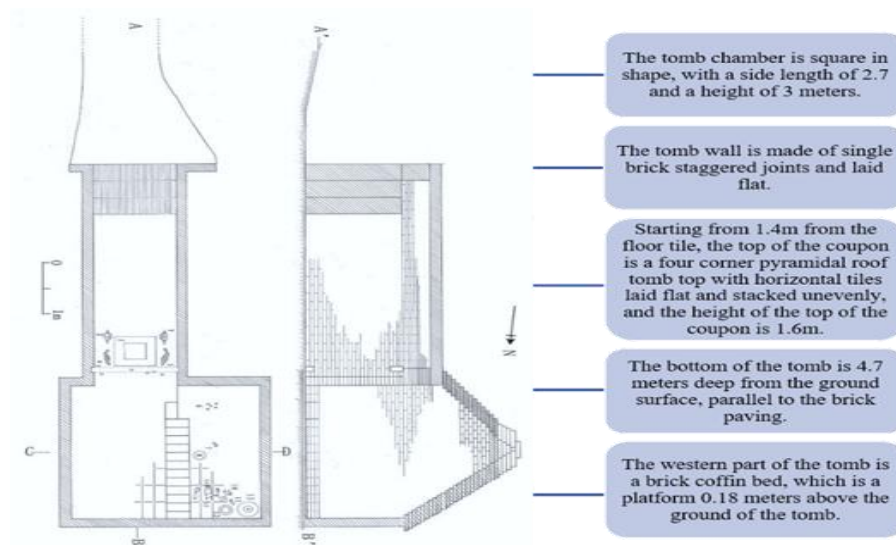 A
A'
The tomb chamber is square in
shape, with a side length of 2.7
and a height of 3 meters.
The tomb wall is made of single
brick staggered joints and laid
flat.
Starting from 1.4m from the
floor tile, the top of the coupon
is a four corner pyramidal roof
tomb top with horizontal tiles
laid flat and stacked unevenly,
and the height of the top of the
coupon is 1.6m.
0
1m
N
The bottom of the tomb is 4.7
meters deep from the ground
surface, parallel to the brick
paving.
C
D
The western part of the tomb is
a brick coffin bed, which is a
platform 0.18 meters above the
ground of the tomb.
B
B'